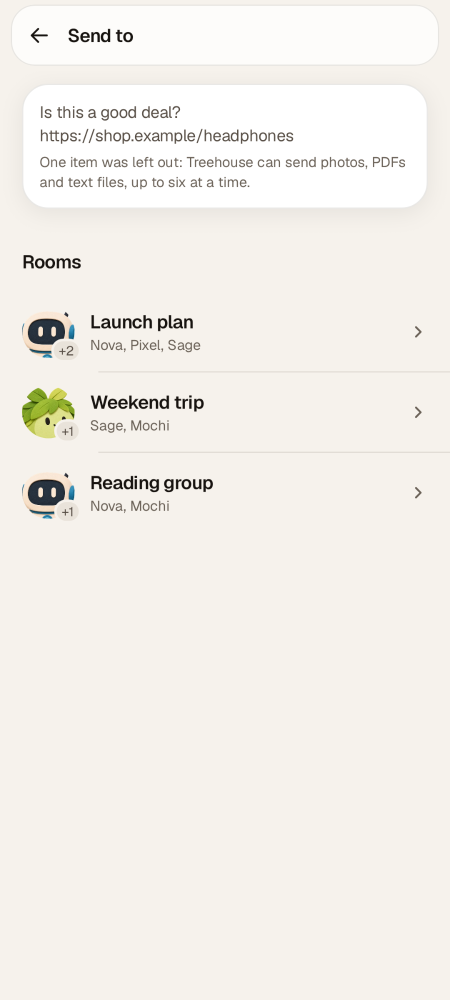 Send to
Is this a good deal?
https://shop.example/headphones
One item was left out: Treehouse can send photos, PDFs
and text files, up to six at a time.
Rooms
Launch plan
+2
Nova, Pixel, Sage
Weekend trip
+1
Sage, Mochi
Reading group
+1
Nova, Mochi